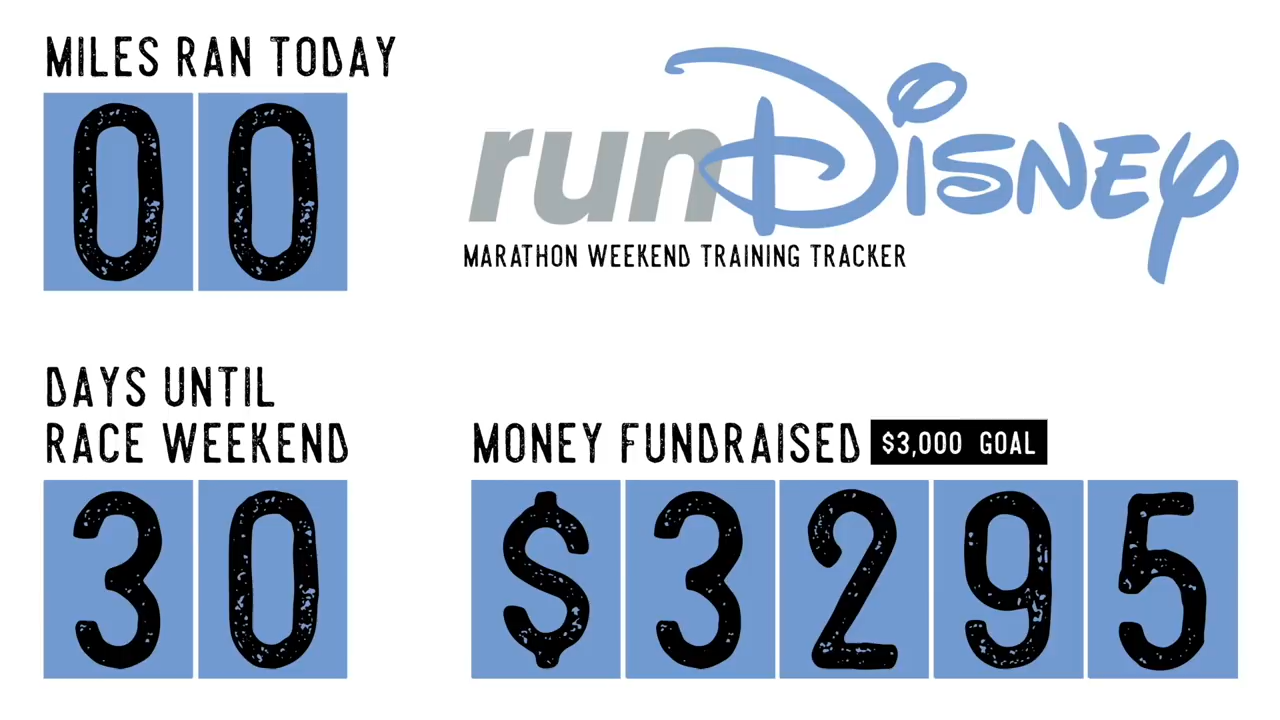 MILES RAN TODAY
00
runDisney
MARATHON WEEKEND TRAINING TRACKER
DAYS UNTIL
RACE WEEKEND
30
MONEY FUNDRAISED $3,000 GOAL
$3295